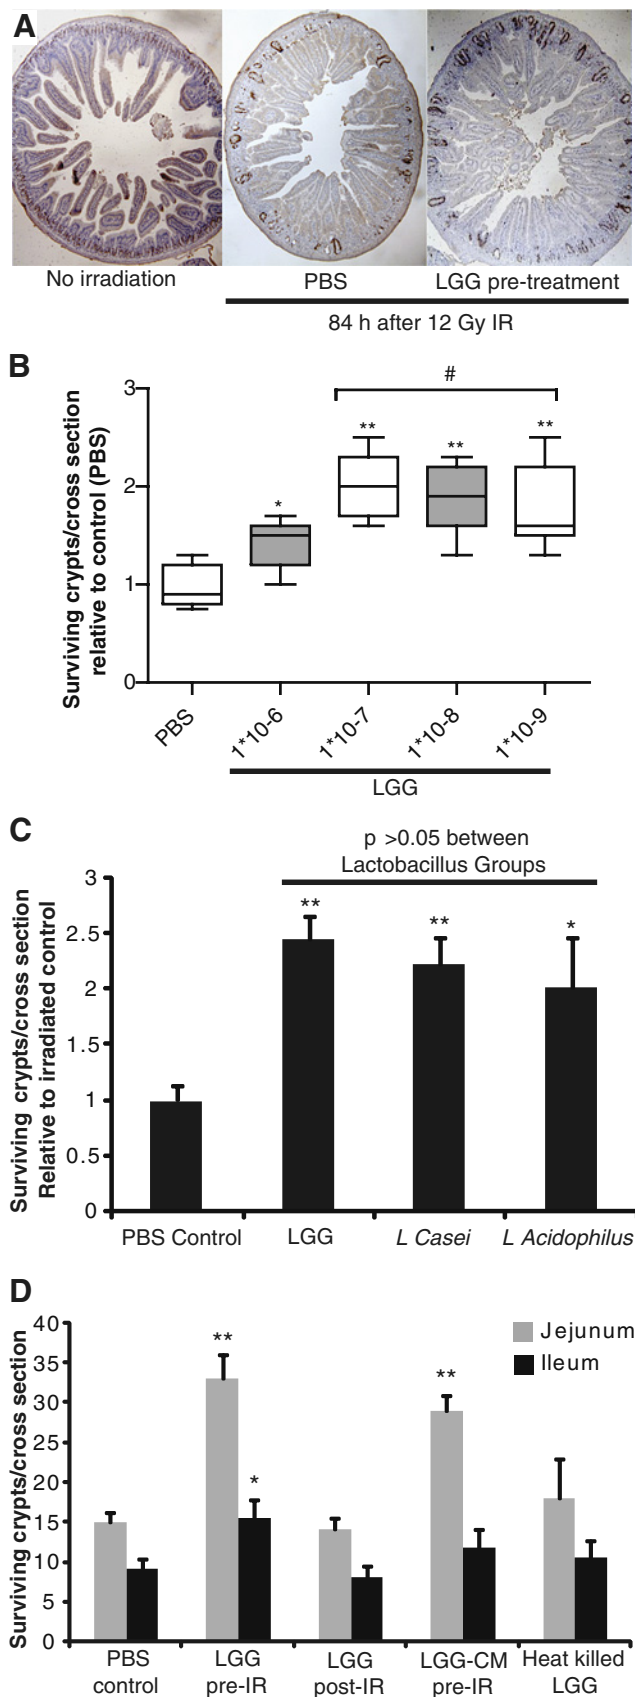 A
No irradiation
PBS
LGG pre-treatment
84 h after 12 Gy IR
B
Surviving crypts/cross section
relative to control (PBS)
3
2
1
0
#
*
**
**
**
PBS
1*10-6
1*10-7
1*10-8
1*10-9
LGG
C
p >0.05 between
Lactobacillus Groups
Surviving crypts/cross section
Relative to irradiated control
3
2.5
2
1.5
1
0.5
0
**
**
*
PBS Control
LGG
L Casei
L Acidophilus
D
Surviving crypts/cross section
40
35
30
25
20
15
10
5
0
Jejunum
Ileum
**
*
**
PBS
control
LGG
pre-IR
LGG
post-IR
LGG-CM
pre-IR
Heat killed
LGG